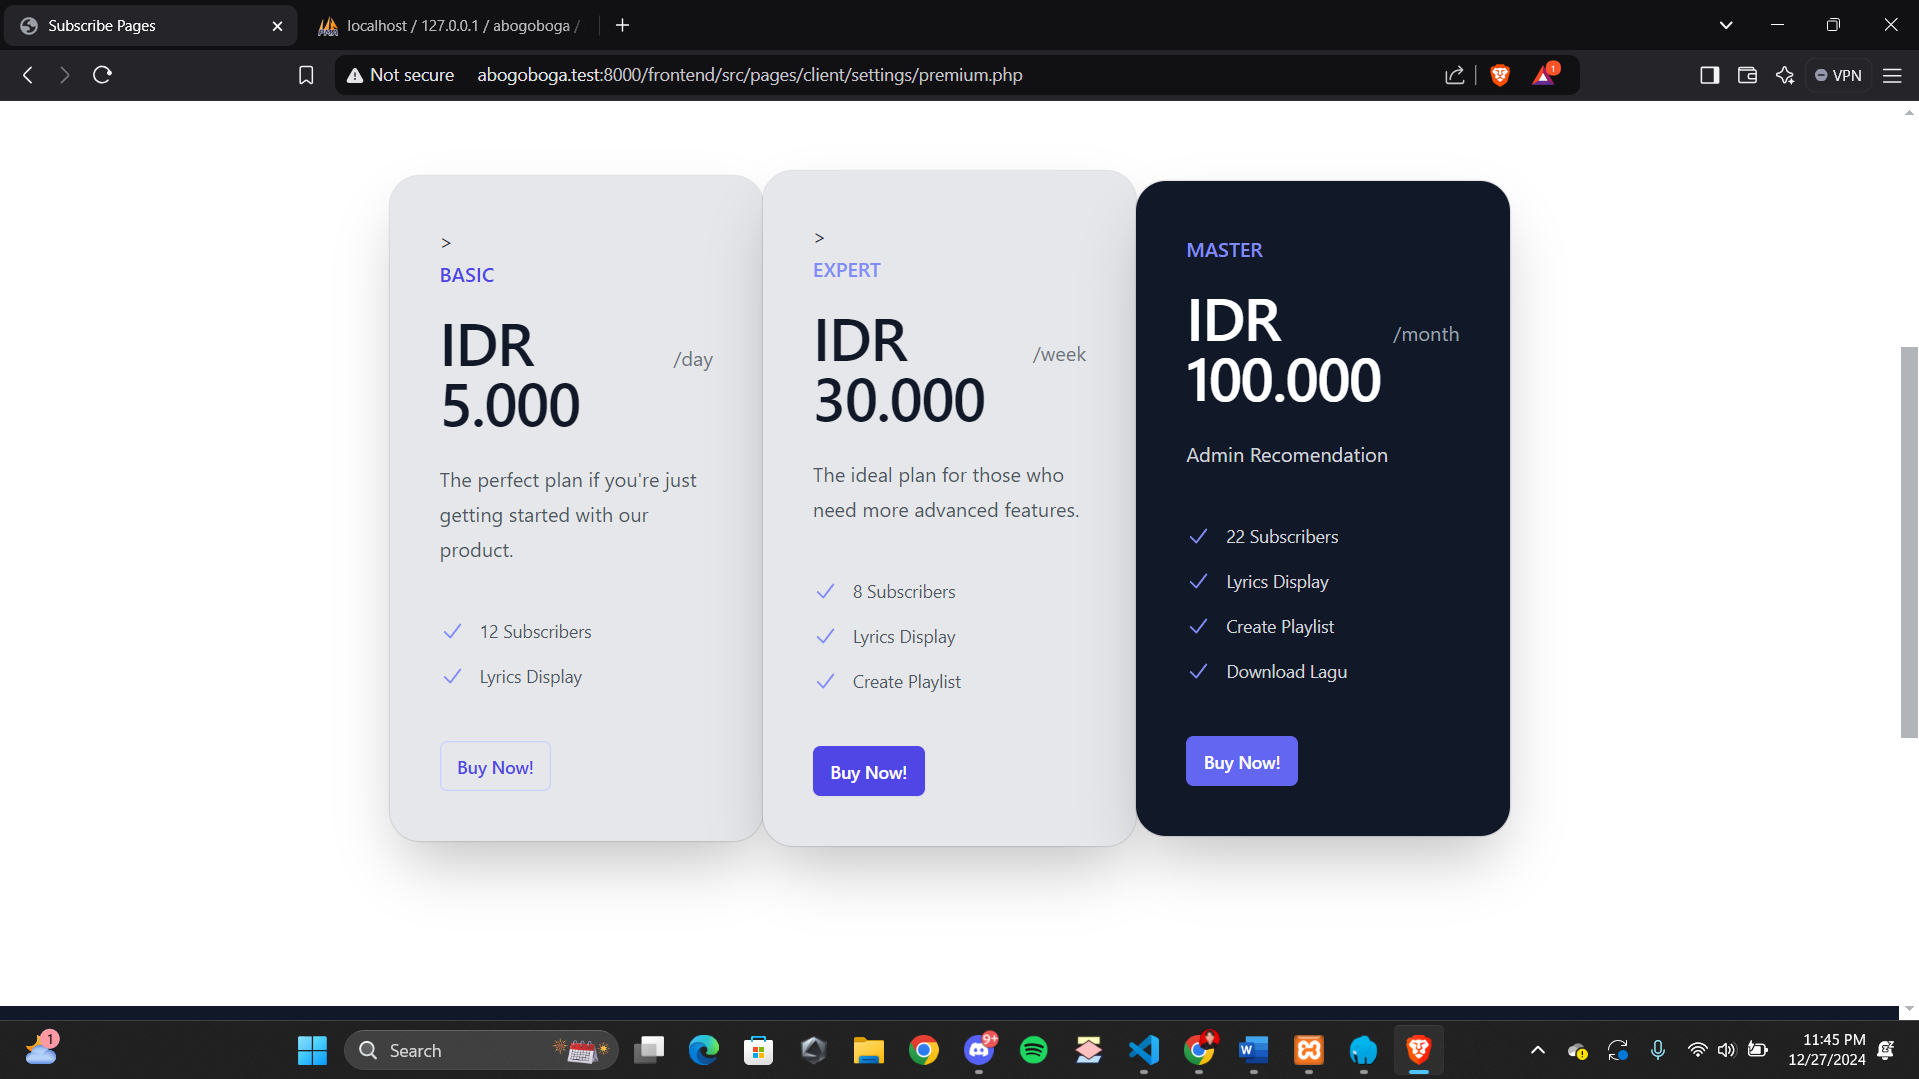 Subscribe Pages
localhost / 127.0.0.1 / abogoboga /
Not secure
abogoboga.test:8000/frontend/src/pages/client/settings/premium.php
1
VPN
>
BASIC
IDR
5.000
/day
The perfect plan if you're just
getting started with our
product.
12 Subscribers
Lyrics Display
Buy Now!
>
EXPERT
IDR
30.000
/week
The ideal plan for those who
need more advanced features.
8 Subscribers
Lyrics Display
Create Playlist
Buy Now!
MASTER
IDR
100.000
/month
Admin Recomendation
22 Subscribers
Lyrics Display
Create Playlist
Download Lagu
Buy Now!
1
Search
9+
11:45 PM
12/27/2024